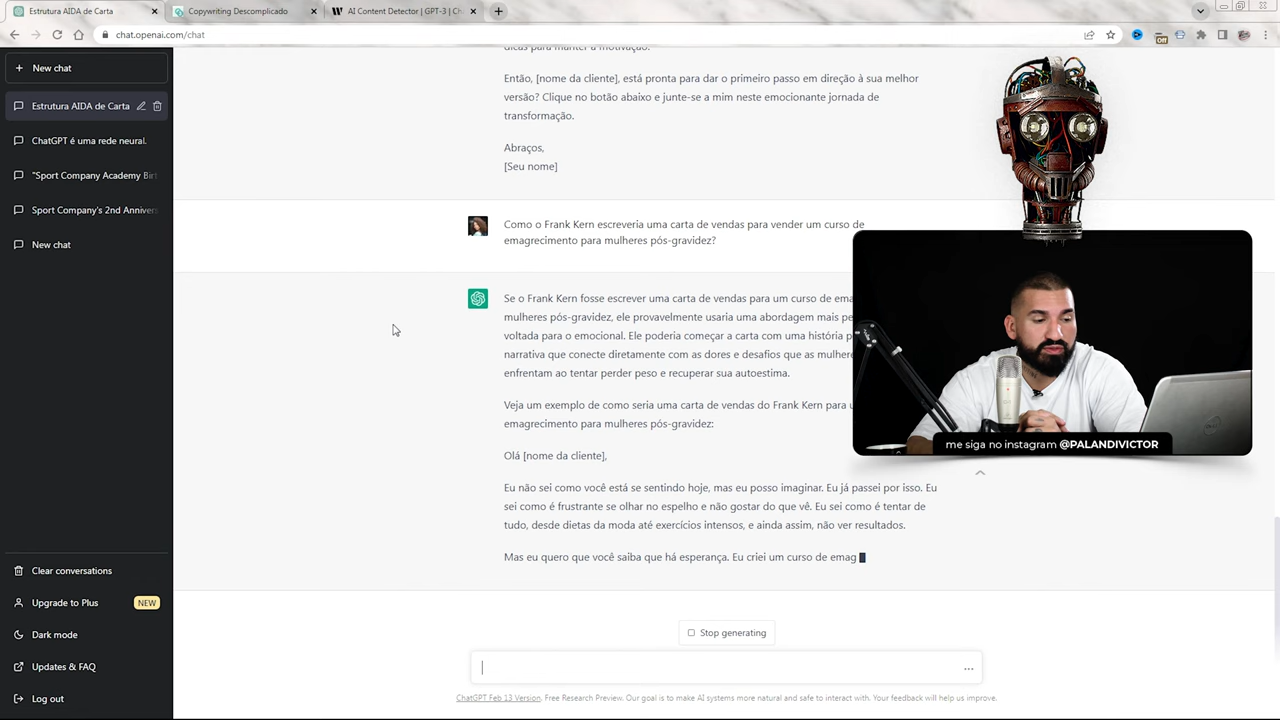 Estrutura AIDA de Carta
Copywriting Descomplicado
AI Content Detector | GPT-3 | Ch
chat.openai.com/chat
Off
New chat
Estrutura AIDA de Carta
ChatGPT é uma rede neural.
"Sport Company Academy Birt
Sport Company's 2nd Annivers
New chat
Clear conversations
Upgrade to Plus
NEW
Dark mode
Updates & FAQ
Log out
dicas para manter a motivação.
Então, [nome da cliente], está pronta para dar o primeiro passo em direção à sua melhor
versão? Clique no botão abaixo e junte-se a mim neste emocionante jornada de
transformação.
Abraços,
[Seu nome]
Como o Frank Kern escreveria uma carta de vendas para vender um curso de
emagrecimento para mulheres pós-gravidez?
Se o Frank Kern fosse escrever uma carta de vendas para um curso de ema
mulheres pós-gravidez, ele provavelmente usaria uma abordagem mais pe
voltada para o emocional. Ele poderia começar a carta com uma história p
narrativa que conecte diretamente com as dores e desafios que as mulhere
enfrentam ao tentar perder peso e recuperar sua autoestima.
Veja um exemplo de como seria uma carta de vendas do Frank Kern para u
emagrecimento para mulheres pós-gravidez:
Olá [nome da cliente],
Eu não sei como você está se sentindo hoje, mas eu posso imaginar. Eu já passei por isso. Eu
sei como é frustrante se olhar no espelho e não gostar do que vê. Eu sei como é tentar de
tudo, desde dietas da moda até exercícios intensos, e ainda assim, não ver resultados.
Mas eu quero que você saiba que há esperança. Eu criei um curso de emag
me siga no instagram @PALANDIVICTOR
Stop generating
ChatGPT Feb 13 Version. Free Research Preview. Our goal is to make AI systems more natural and safe to interact with. Your feedback will help us improve.